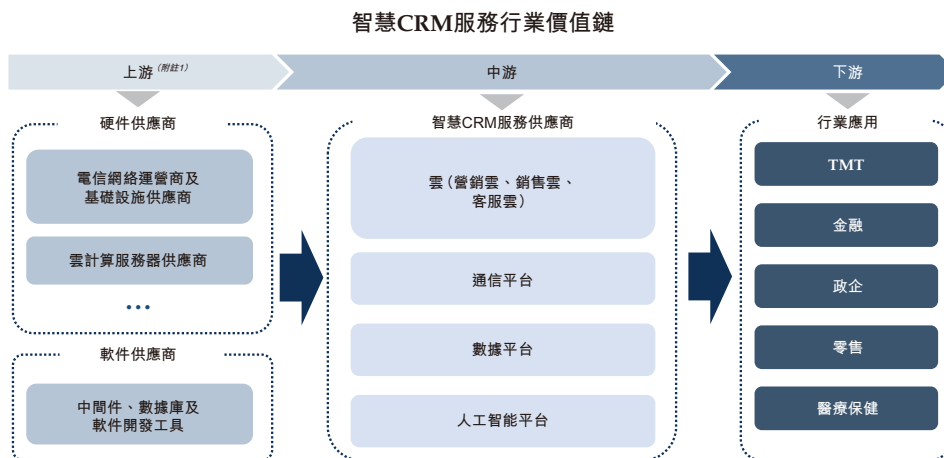 智慧CRM服務行業價值鏈
上游（附註1）
中游
下游
硬件供應商
電信網絡運營商及
基礎設施供應商
雲計算服務器供應商
…
軟件供應商
中間件、數據庫及
軟件開發工具
智慧CRM服務供應商
雲（營銷雲、銷售雲、
客服雲）
通信平台
數據平台
人工智能平台
行業應用
TMT
金融
政企
零售
醫療保健